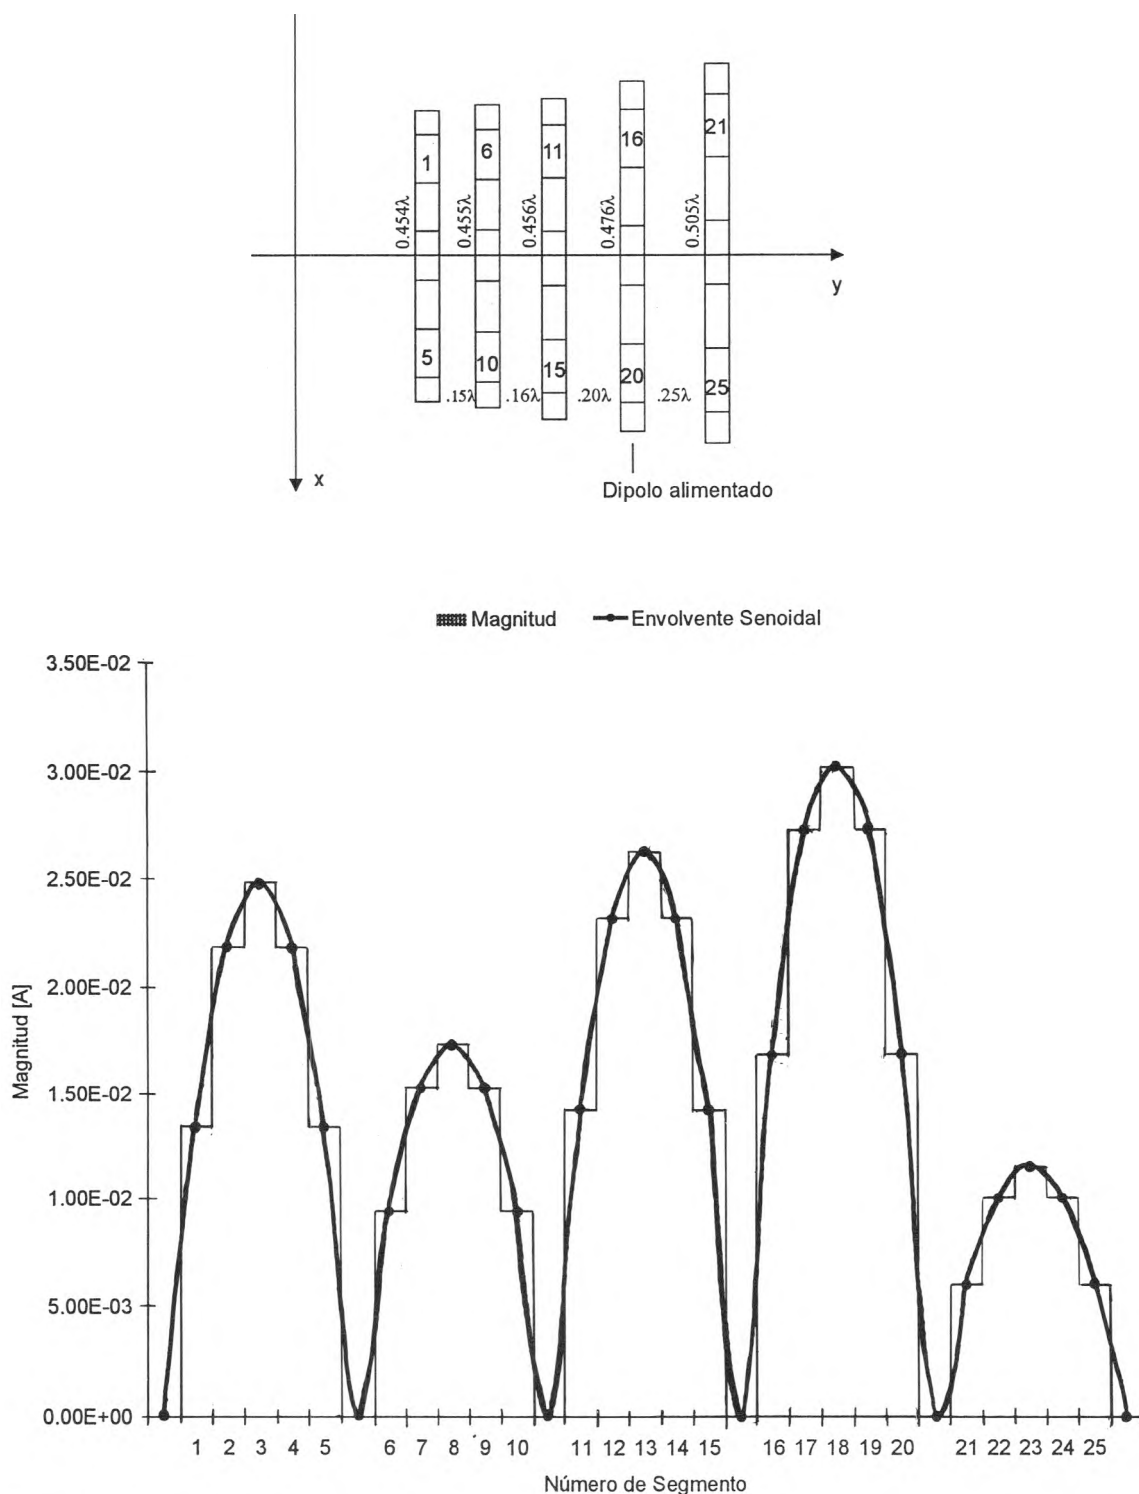 1 6 11 16 21
0.454λ 0.455λ 0.456λ 0.476λ 0.505λ
y
5 10 15 20 25
.15λ .16λ .20λ .25λ
x
Dipolo alimentado
Magnitud Envolvente Senoidal
3.50E-02
3.00E-02
2.50E-02
2.00E-02
1.50E-02
1.00E-02
5.00E-03
0.00E+00
Magnitud [A]
1 2 3 4 5 6 7 8 9 10 11 12 13 14 15 16 17 18 19 20 21 22 23 24 25
Número de Segmento